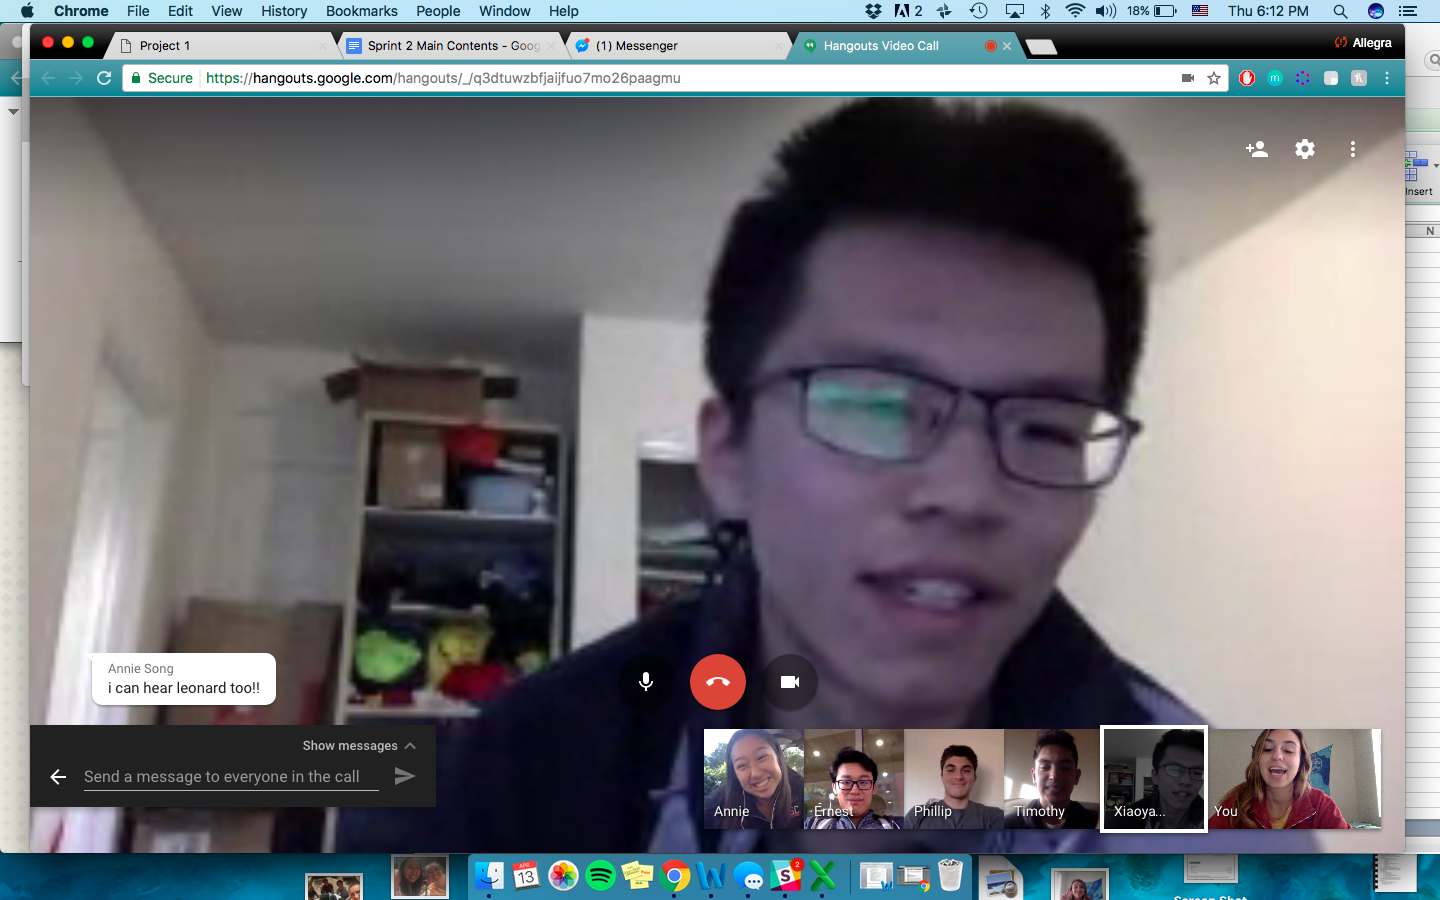 Chrome File Edit View History Bookmarks People Window Help
2 18% Thu 6:12 PM
Project 1
Sprint 2 Main Contents - Goog
(1) Messenger
Hangouts Video Call
Allegra
Secure https://hangouts.google.com/hangouts/_/q3dtuwzbfjaijfuo7mo26paagmu
m
Insert
N
Annie Song
i can hear leonard too!!
Show messages
Send a message to everyone in the call
Annie
Ernest
Phillip
Timothy
Xiaoya...
You
APR
13
2
Screen Shot